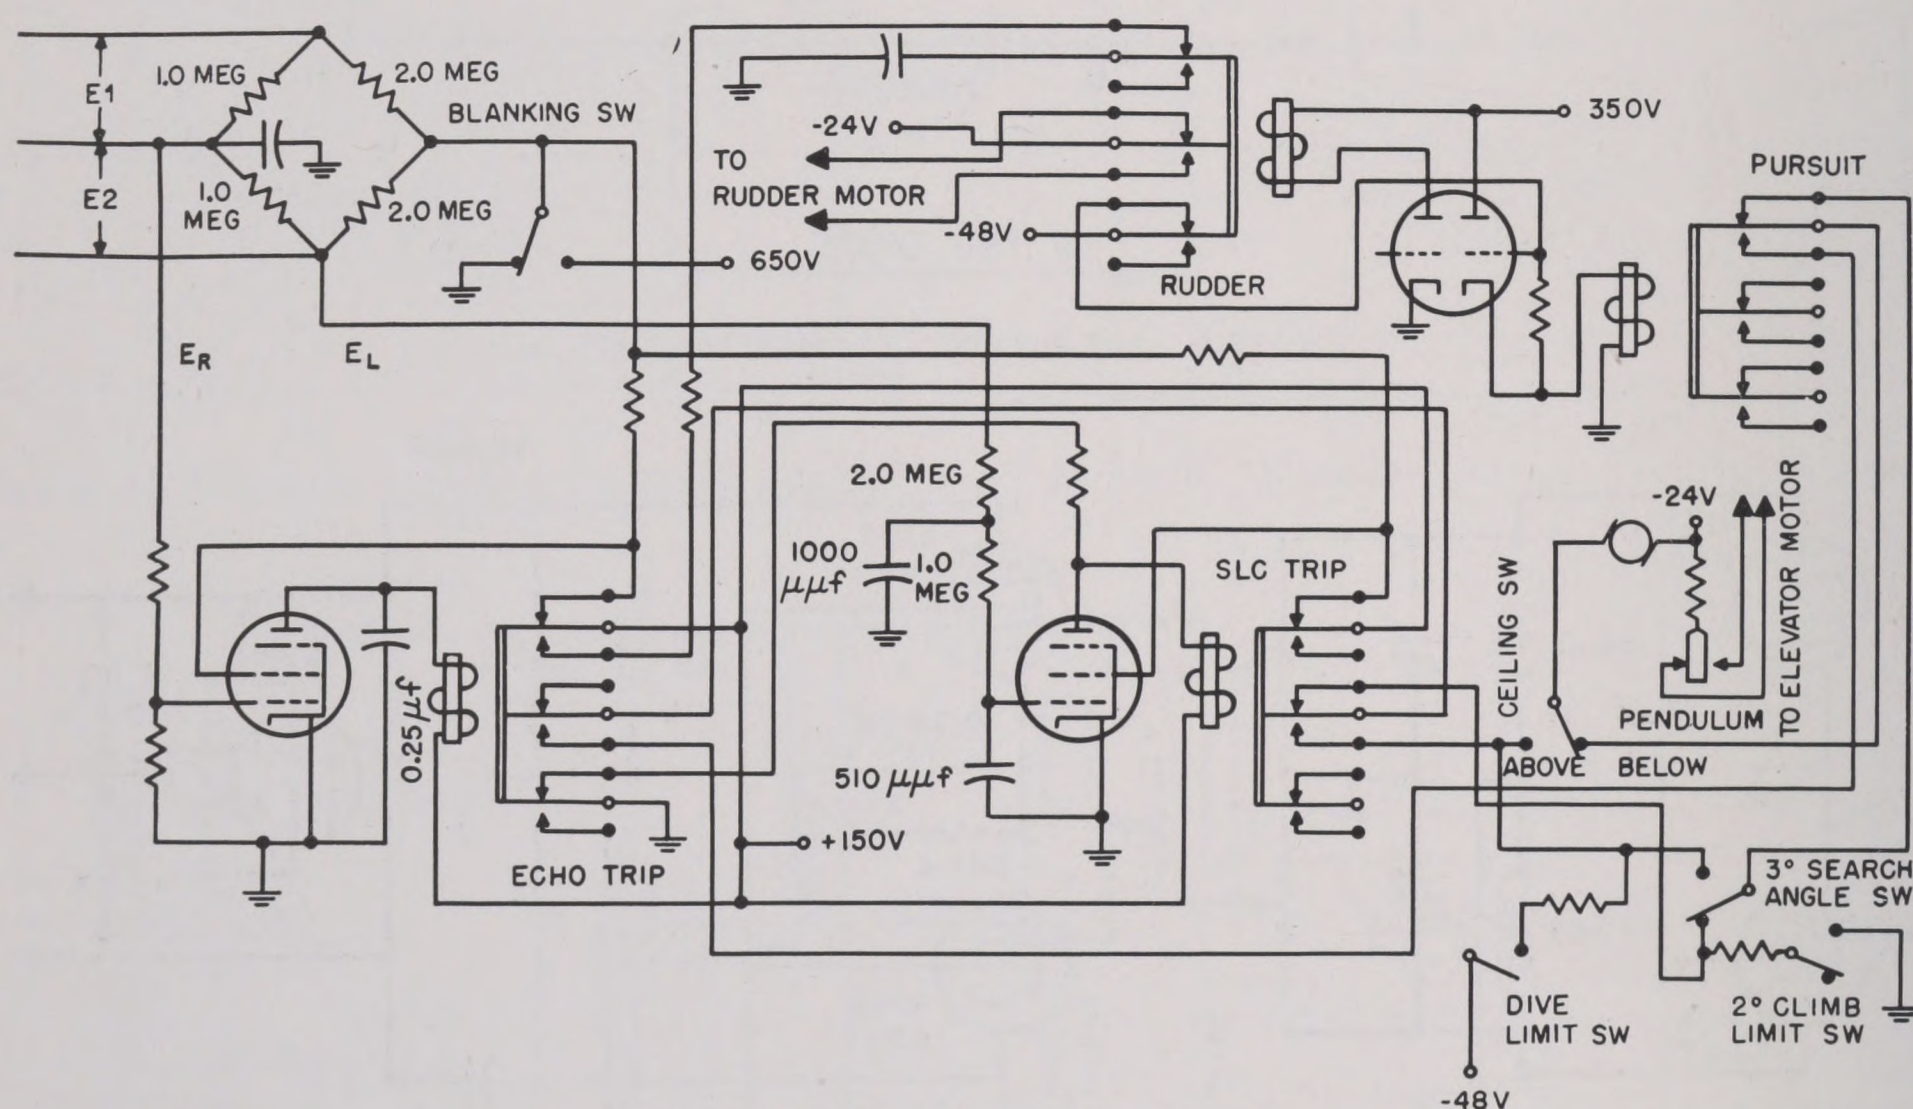 1.0 MEG
2.0 MEG
E1
BLANKING SW
E2
1.0
MEG
2.0 MEG
650V
ER
EL
-24V
TO
RUDDER MOTOR
-48V
RUDDER
350V
PURSUIT
2.0 MEG
1000
μμf
1.0
MEG
SLC TRIP
-24V
TO ELEVATOR MOTOR
CEILING SW
PENDULUM
ABOVE
BELOW
0.25μf
510 μμf
+150V
ECHO TRIP
3° SEARCH
ANGLE SW
DIVE
LIMIT SW
2° CLIMB
LIMIT SW
-48V